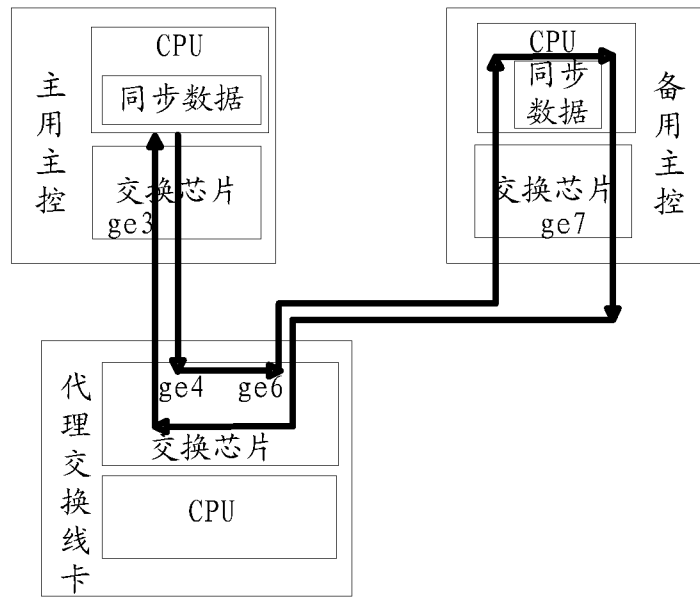 主用主控
CPU
同步数据
交换芯片
ge3
备用主控
CPU
同步
数据
交换芯片
ge7
代理交换线卡
ge4
ge6
交换芯片
CPU